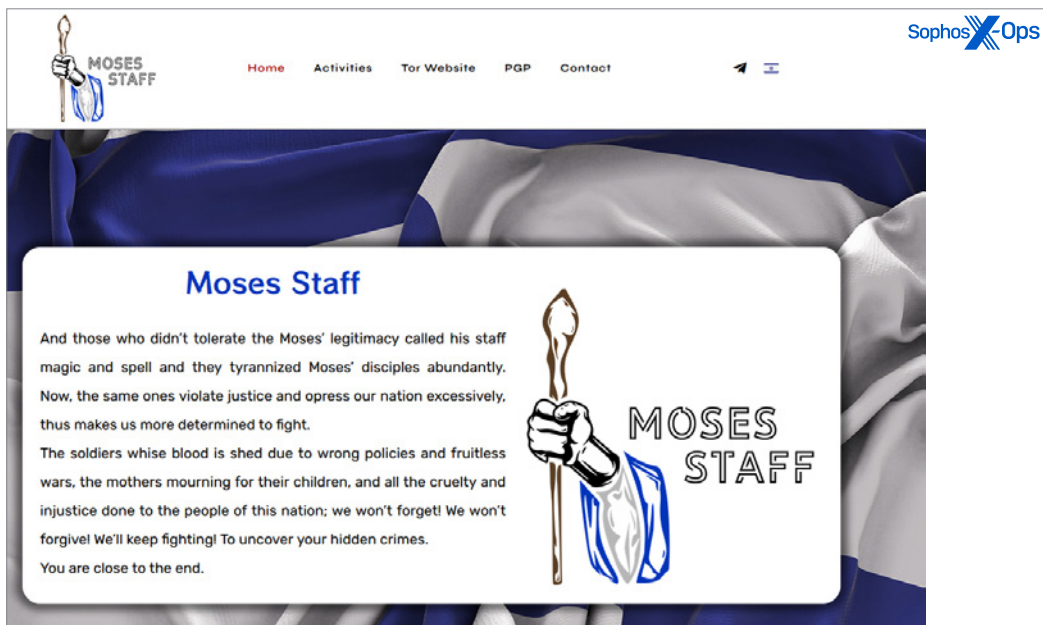 Sophos X-Ops
MOSES
STAFF
Home Activities Tor Website PGP Contact
Moses Staff
And those who didn't tolerate the Moses' legitimacy called his staff
magic and spell and they tyrannized Moses' disciples abundantly.
Now, the same ones violate justice and opress our nation excessively,
thus makes us more determined to fight.
The soldiers whise blood is shed due to wrong policies and fruitless
wars, the mothers mourning for their children, and all the cruelty and
injustice done to the people of this nation; we won't forget! We won't
forgive! We'll keep fighting! To uncover your hidden crimes.
You are close to the end.
MOSES
STAFF